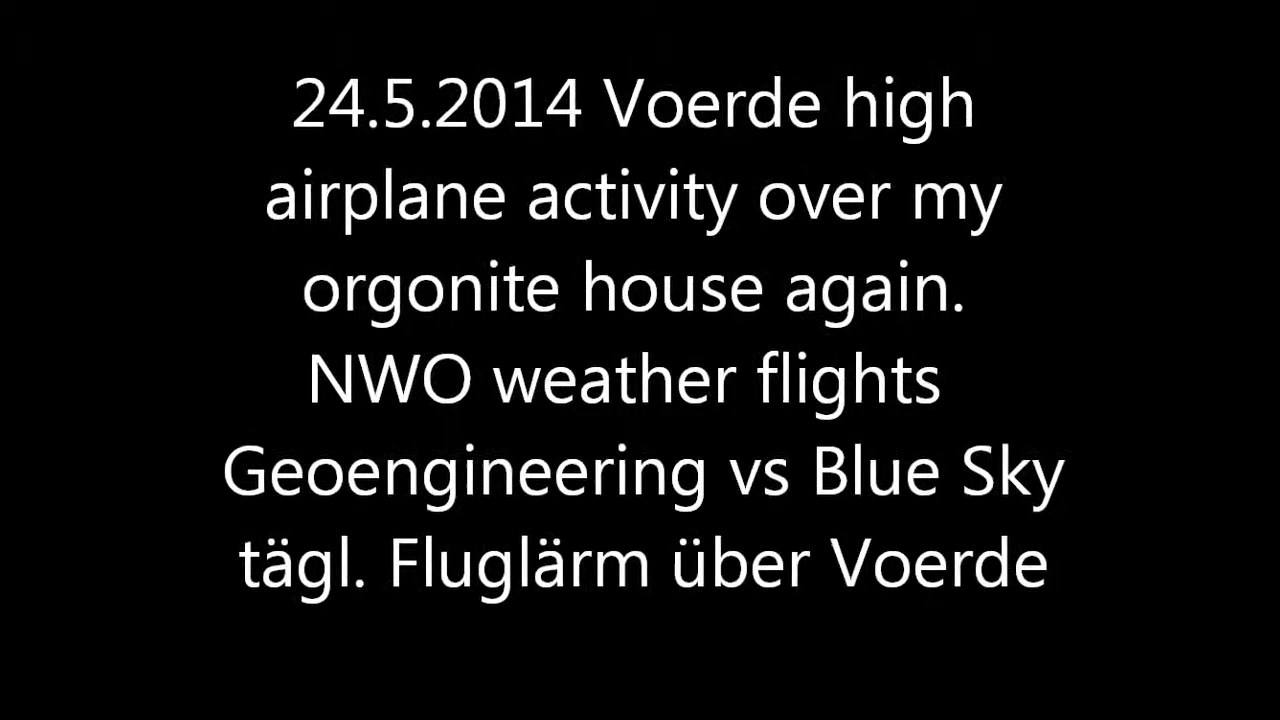 24.5.2014 Voerde high
airplane activity over my
orgonite house again.
NWO weather flights
Geoengineering vs Blue Sky
tägl. Fluglärm über Voerde